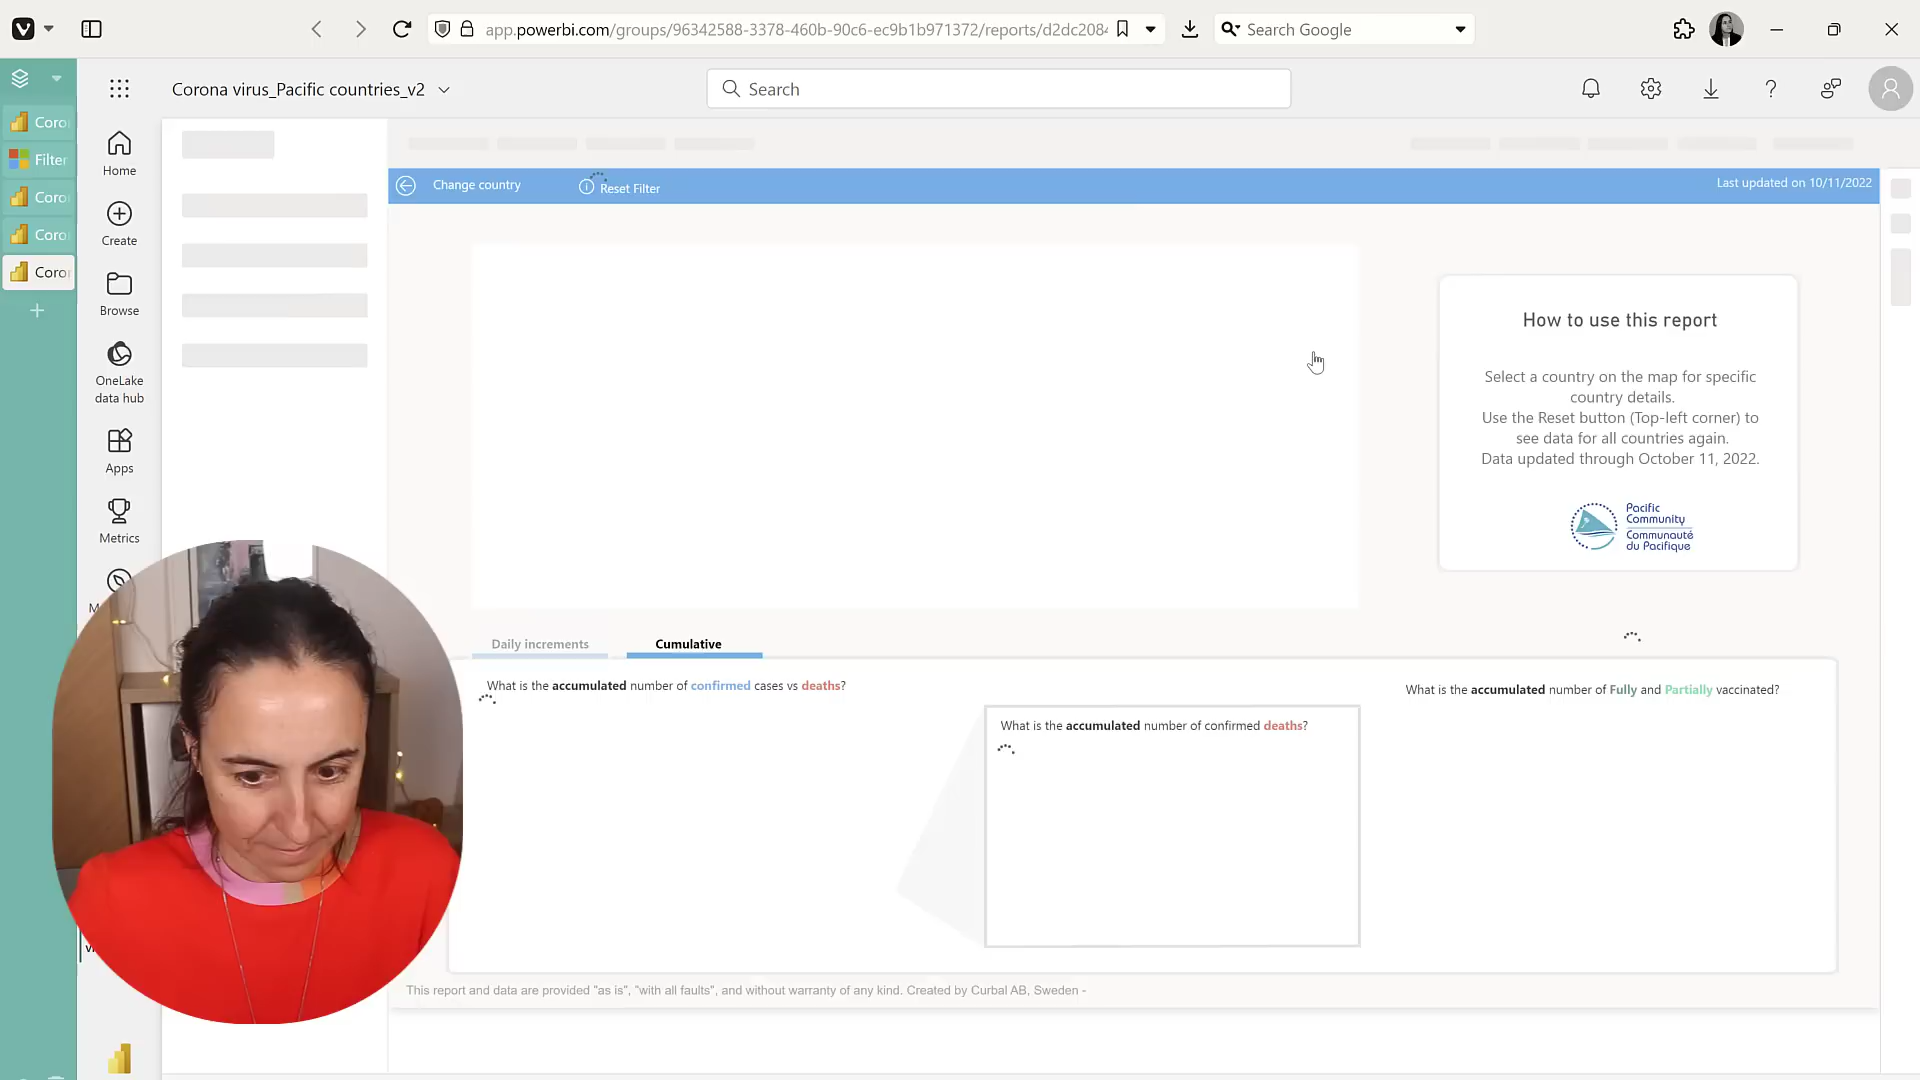 app.powerbi.com/groups/96342588-3378-460b-90c6-ec9b1b971372/reports/d2dc2084
Search Google
Corona virus_Pacific countries_v2
Search
Coro
Filter
Coro
Coro
Coro
Home
Create
Browse
OneLake
data hub
Apps
Metrics
Change country
Reset Filter
Last updated on 10/11/2022
How to use this report
Select a country on the map for specific
country details.
Use the Reset button (Top-left corner) to
see data for all countries again.
Data updated through October 11, 2022.
Pacific
Community
Communauté
du Pacifique
Daily increments
Cumulative
What is the accumulated number of confirmed cases vs deaths?
What is the accumulated number of confirmed deaths?
What is the accumulated number of Fully and Partially vaccinated?
This report and data are provided "as is", "with all faults", and without warranty of any kind. Created by Curbal AB, Sweden -